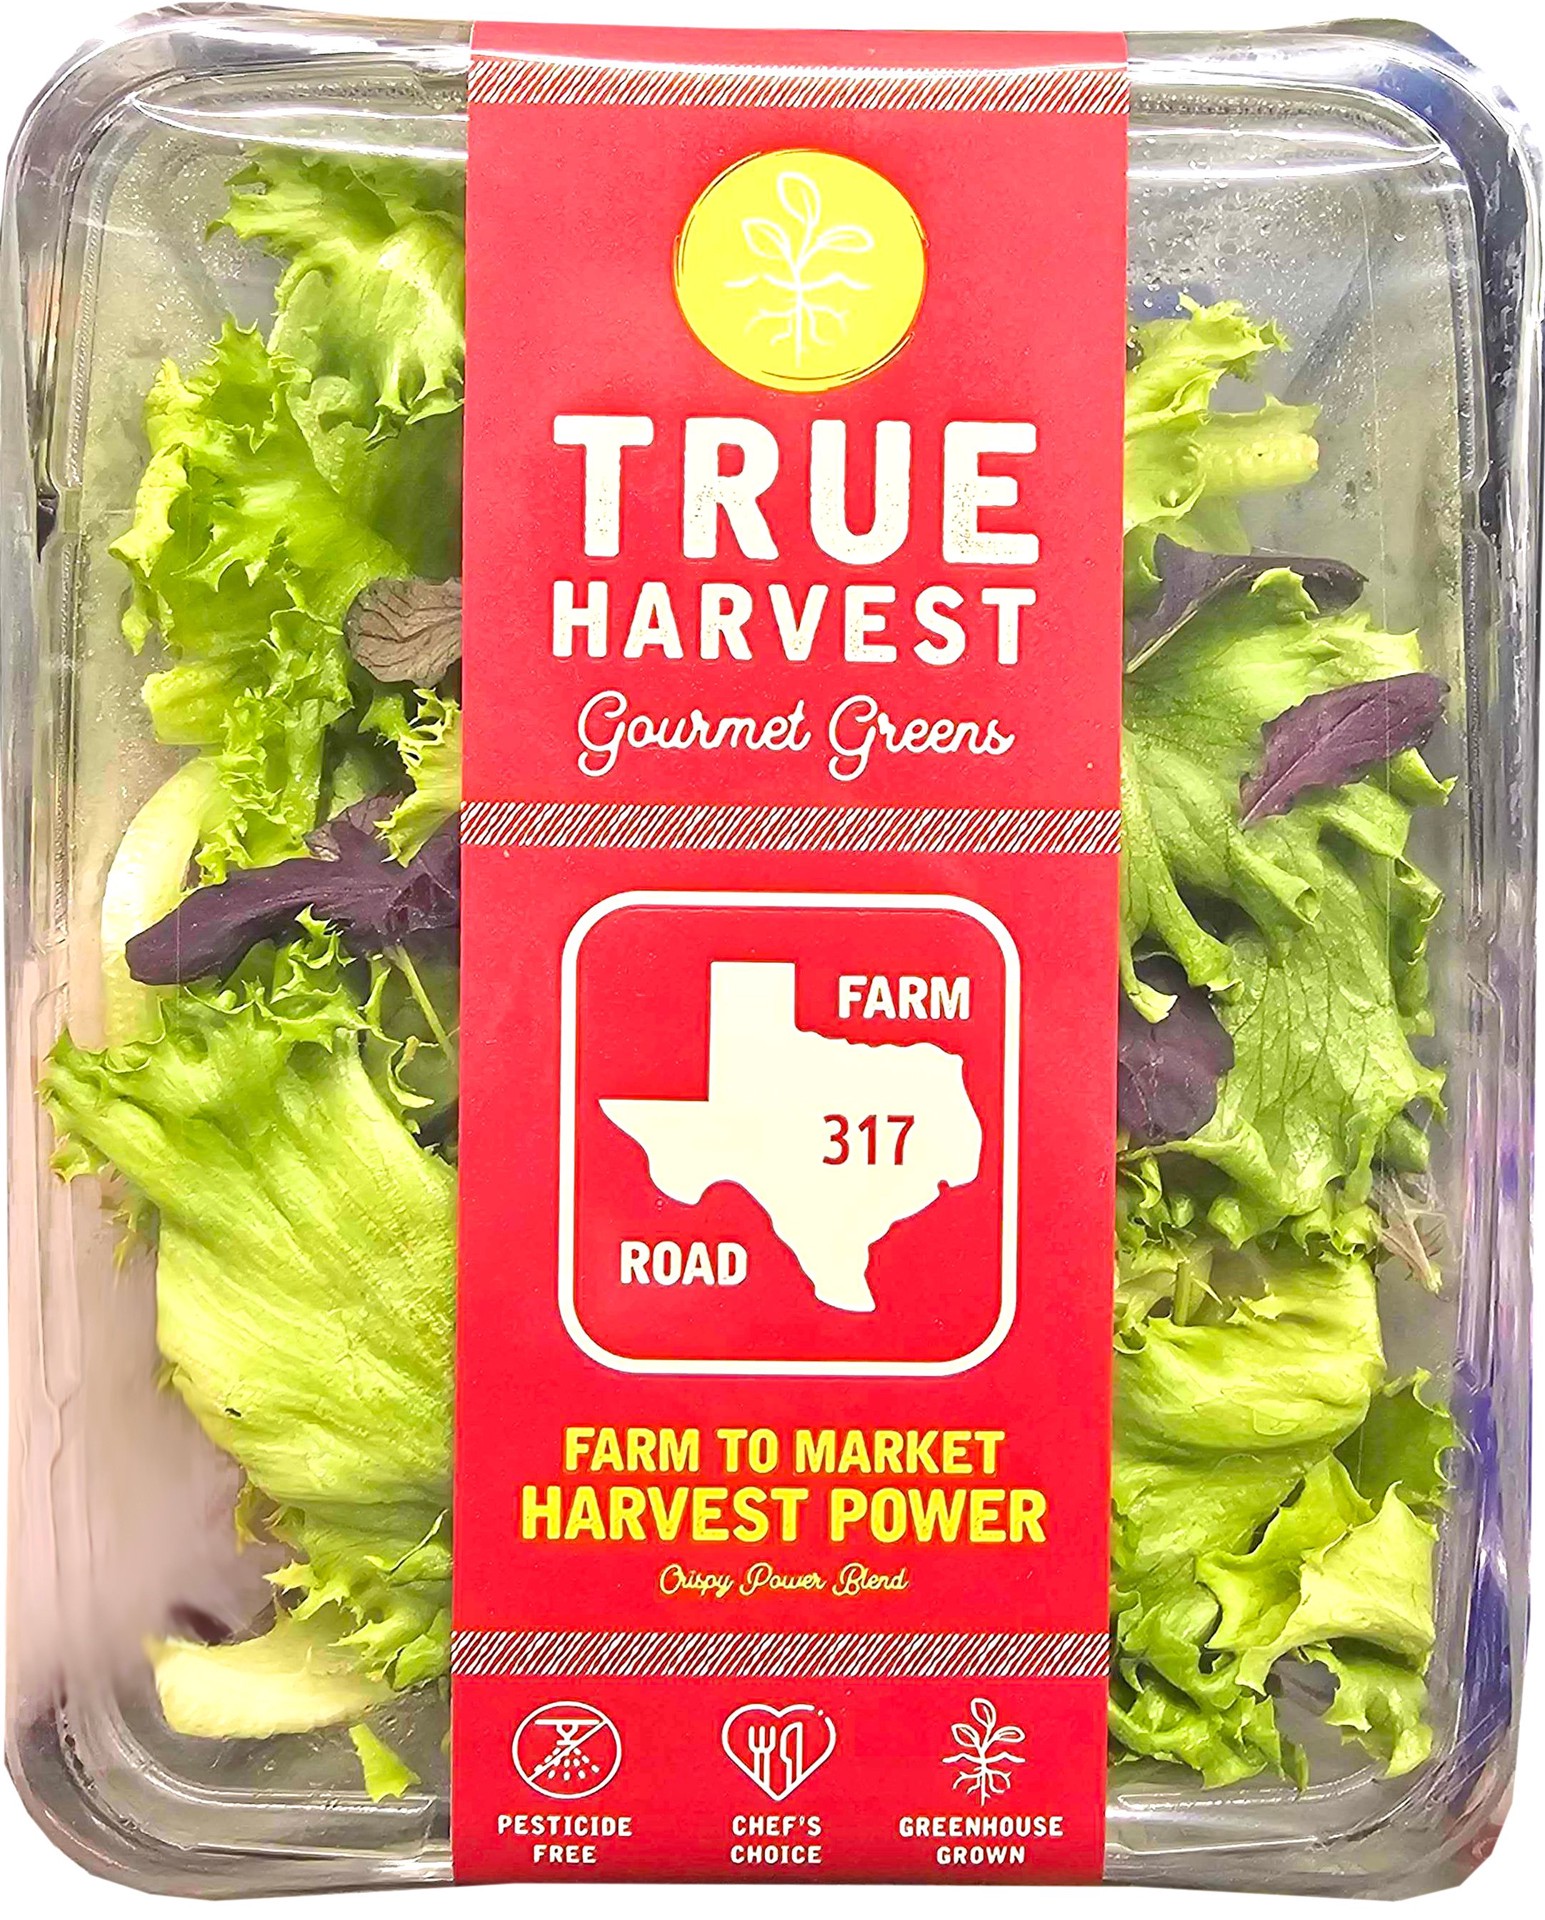 TRUE
HARVEST
Gourmet Greens
FARM
317
ROAD
FARM TO MARKET
HARVEST POWER
Crispy Power Blend
PESTICIDE
FREE
CHEF'S
CHOICE
GREENHOUSE
GROWN